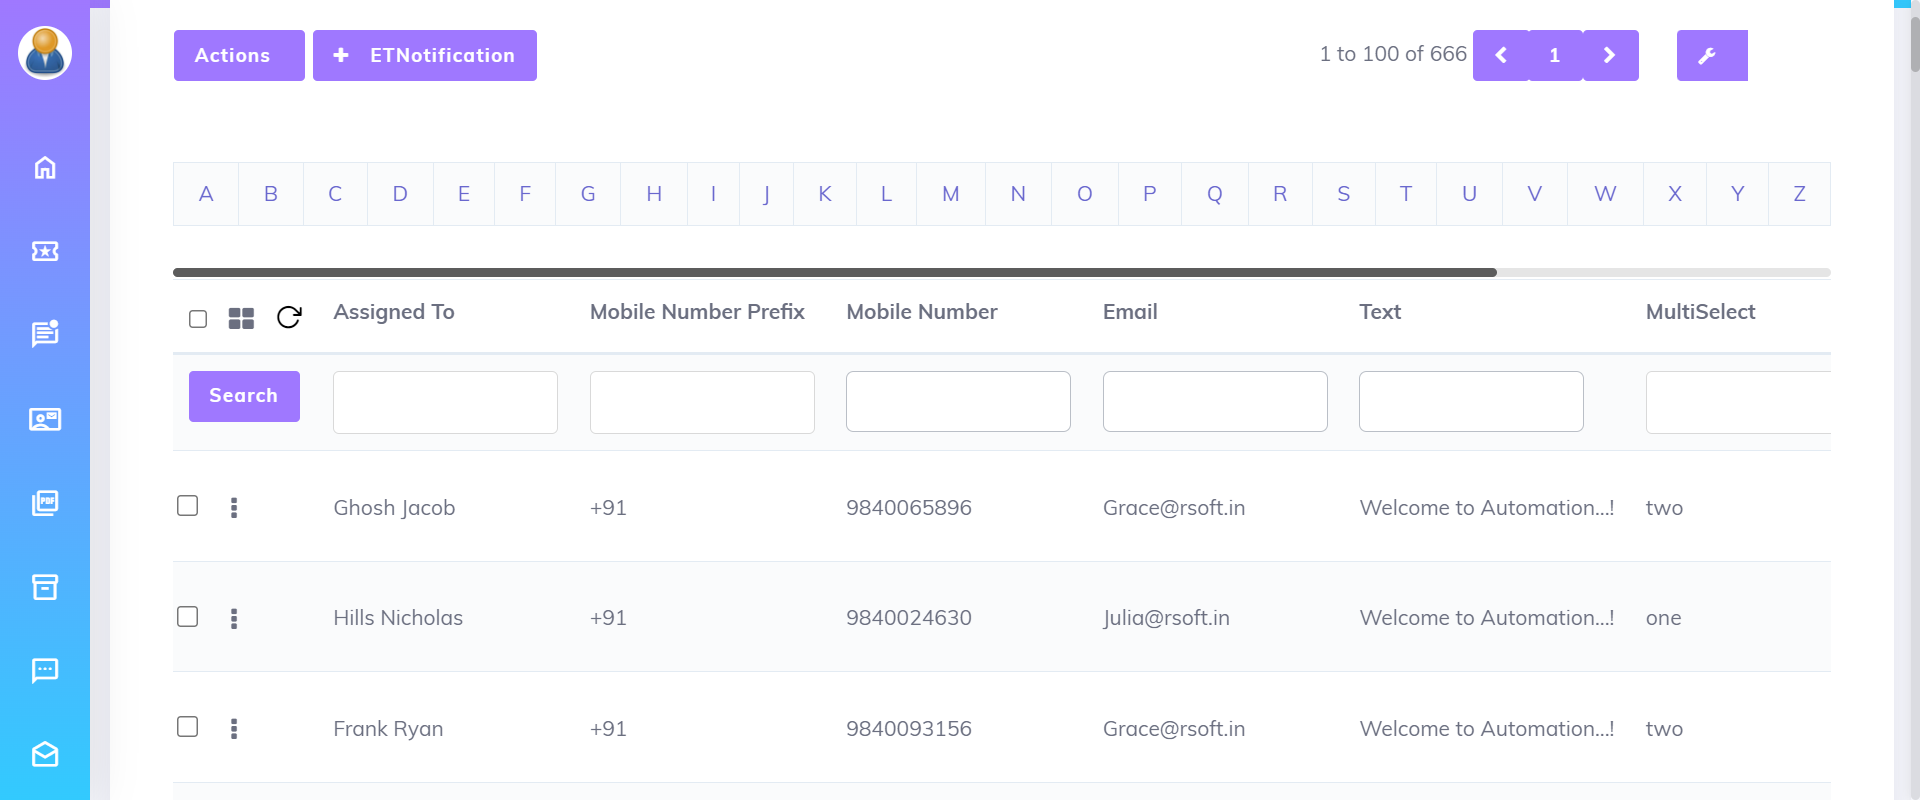 Actions
ETNotification
1 to 100 of 666
1
A B C D E F G H I J K L M N O P Q R S T U V W X Y Z
Assigned To Mobile Number Prefix Mobile Number Email Text MultiSelect
Search
Ghosh Jacob +91 9840065896 Grace@rsoft.in Welcome to Automation...! two
Hills Nicholas +91 9840024630 Julia@rsoft.in Welcome to Automation...! one
Frank Ryan +91 9840093156 Grace@rsoft.in Welcome to Automation...! two
PDF